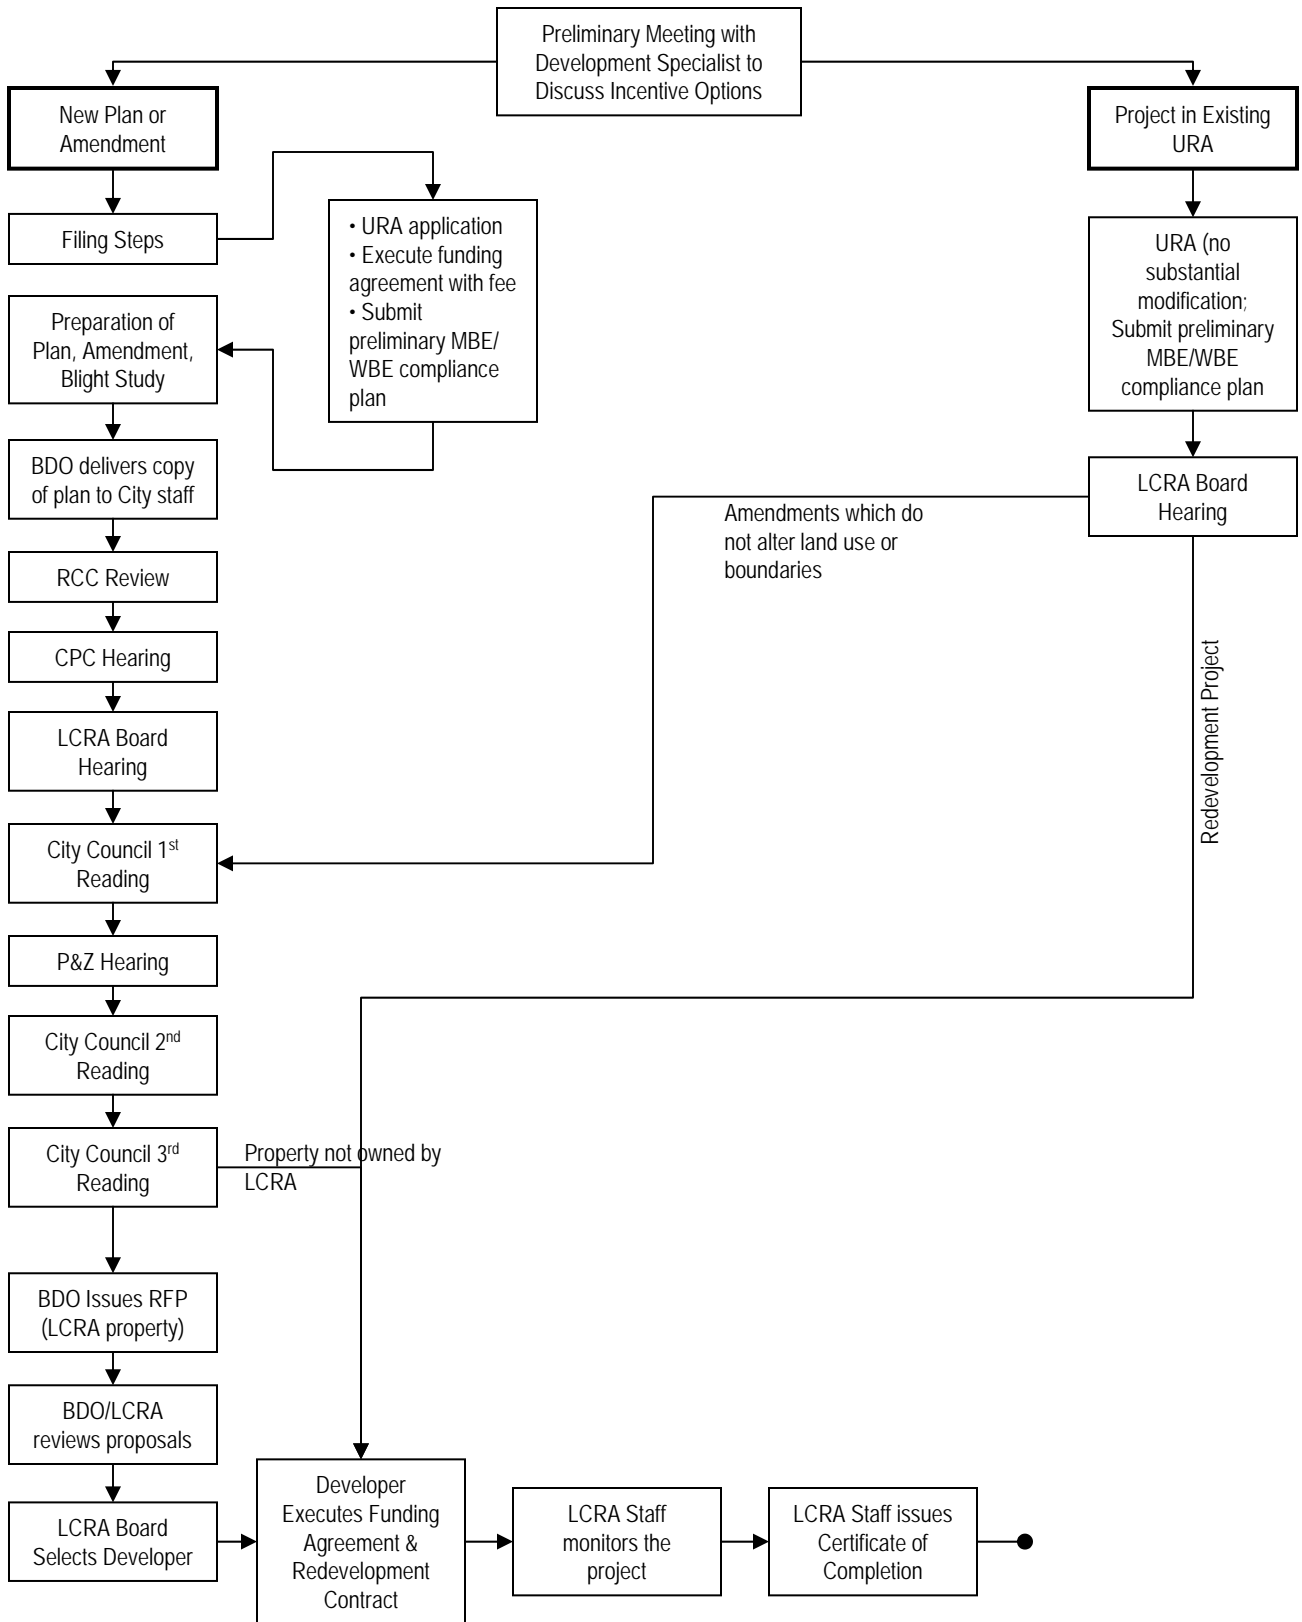 Preliminary Meeting with
Development Specialist to
Discuss Incentive Options
New Plan or
Amendment
Project in Existing
URA
Filing Steps
• URA application
• Execute funding
agreement with fee
• Submit
preliminary MBE/
WBE compliance
plan
URA (no
substantial
modification;
Submit preliminary
MBE/WBE
compliance plan
Preparation of
Plan, Amendment,
Blight Study
BDO delivers copy
of plan to City staff
LCRA Board
Hearing
Amendments which do
not alter land use or
boundaries
RCC Review
CPC Hearing
Redevelopment Project
LCRA Board
Hearing
City Council 1st
Reading
P&Z Hearing
City Council 2nd
Reading
City Council 3rd
Reading
Property not owned by
LCRA
BDO Issues RFP
(LCRA property)
BDO/LCRA
reviews proposals
LCRA Board
Selects Developer
Developer
Executes Funding
Agreement &
Redevelopment
Contract
LCRA Staff
monitors the
project
LCRA Staff issues
Certificate of
Completion